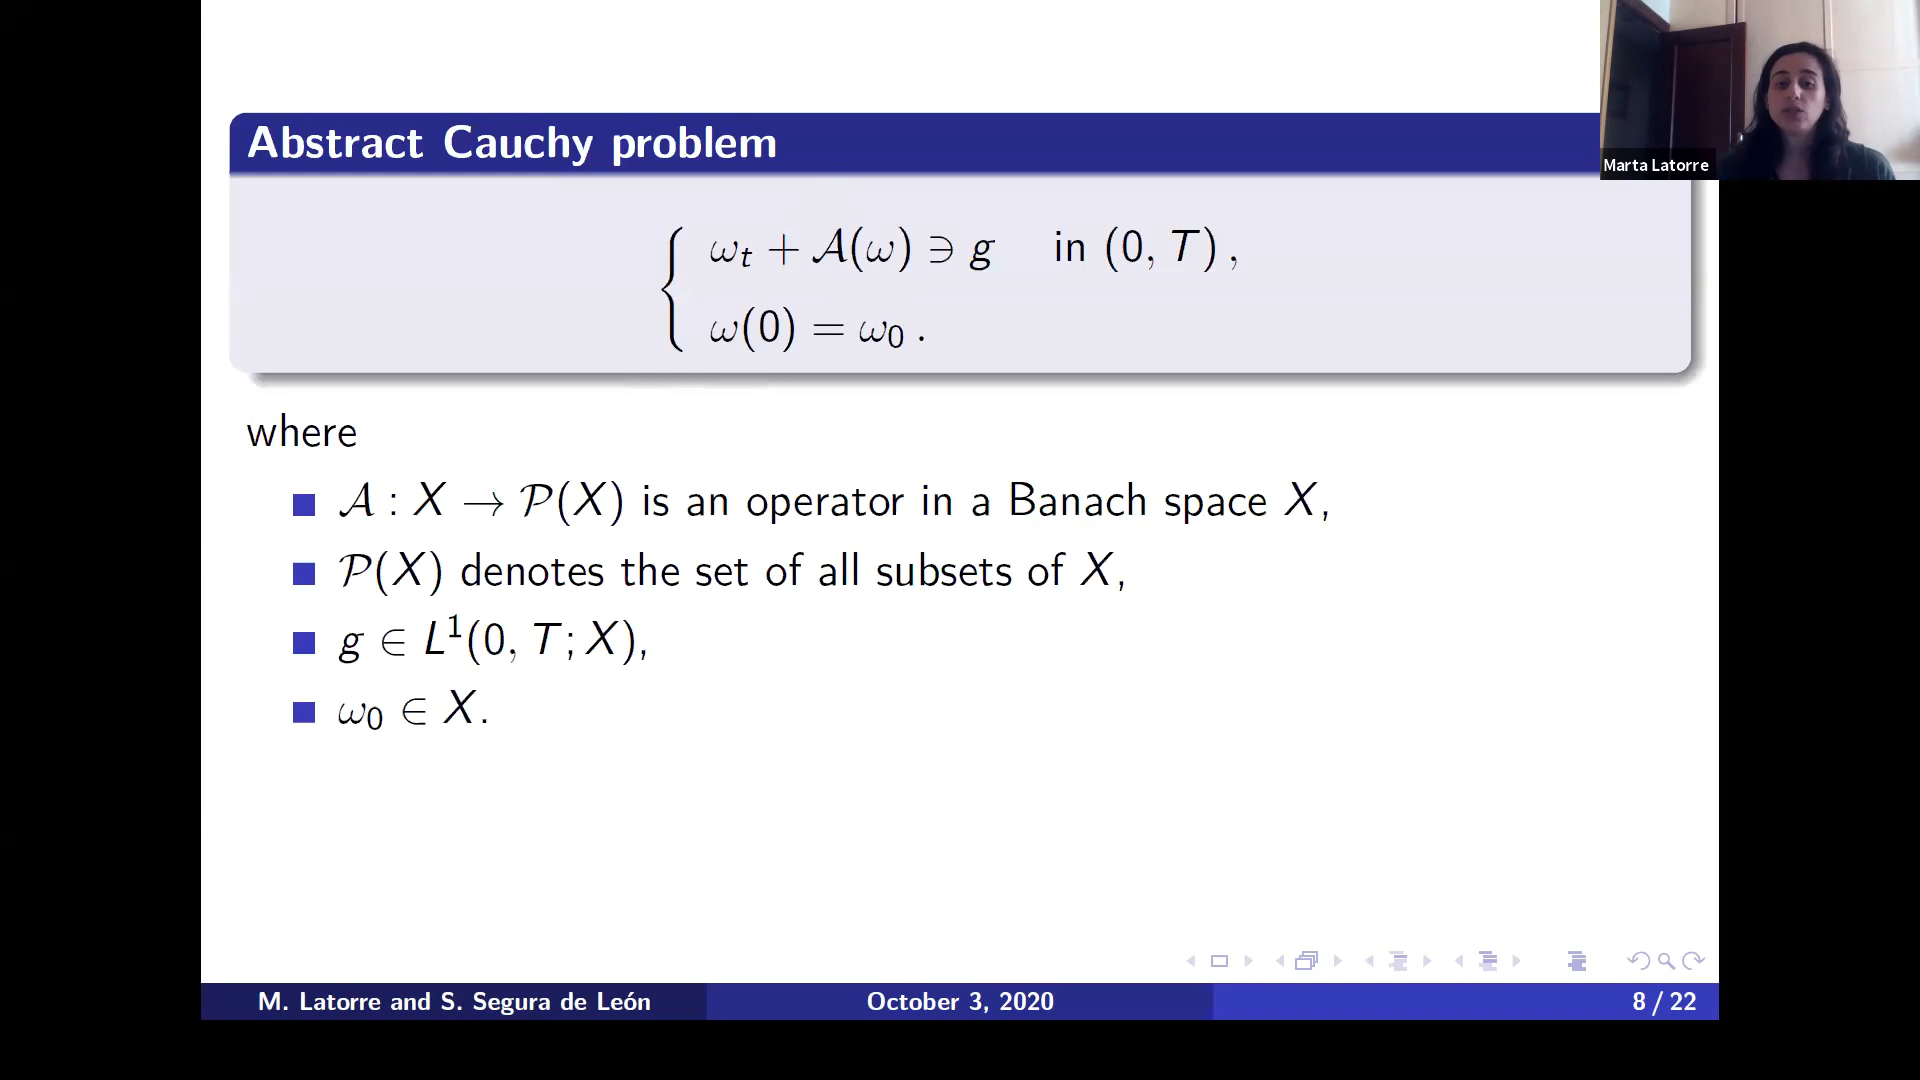 Abstract Cauchy problem
Marta Latorre
ω_t + 𝒜(ω) ∋ g in (0, T) ,
ω(0) = ω_0 .
where
𝒜 : X → 𝒫(X) is an operator in a Banach space X,
𝒫(X) denotes the set of all subsets of X,
g ∈ L^1(0, T; X),
ω_0 ∈ X.
M. Latorre and S. Segura de León October 3, 2020 8 / 22